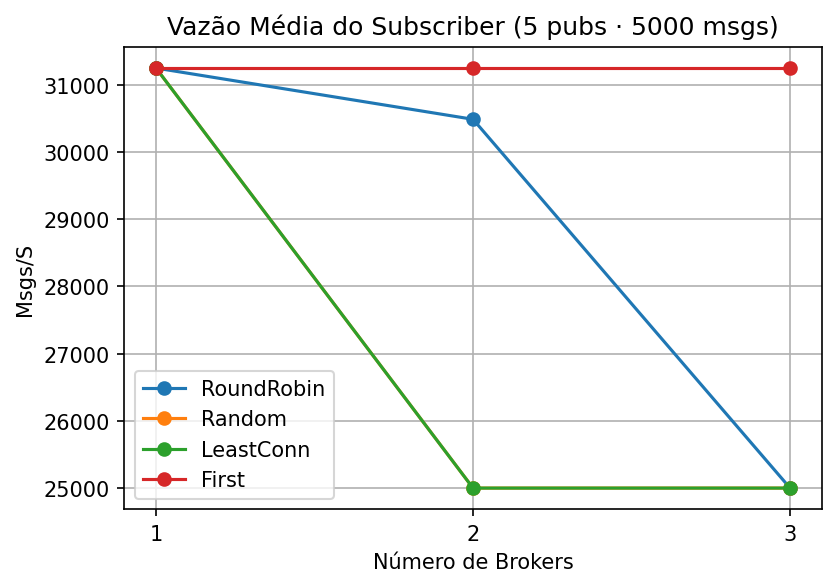 Vazão Média do Subscriber (5 pubs · 5000 msgs)
Msgs/S
31000
30000
29000
28000
27000
26000
25000
RoundRobin
Random
LeastConn
First
1
2
3
Número de Brokers